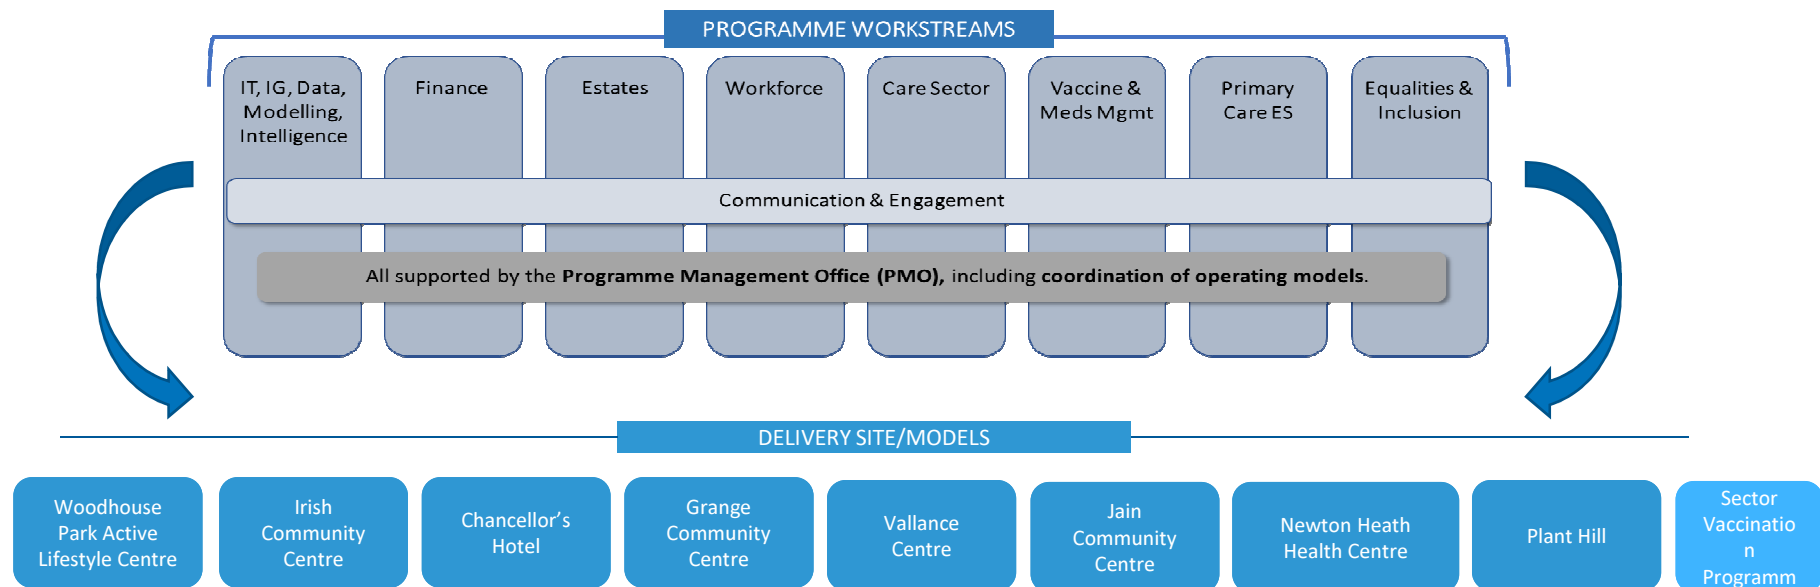 PROGRAMME WORKSTREAMS
IT, IG, Data,
Modelling,
Intelligence
Finance
Estates
Workforce
Care Sector
Vaccine &
Meds Mgmt
Primary
Care ES
Equalities &
Inclusion
Communication & Engagement
All supported by the Programme Management Office (PMO), including coordination of operating models.
DELIVERY SITE/MODELS
Woodhouse
Park Active
Lifestyle Centre
Irish
Community
Centre
Chancellor’s
Hotel
Grange
Community
Centre
Vallance
Centre
Jain
Community
Centre
Newton Heath
Health Centre
Plant Hill
Sector
Vaccinatio
n
Programm